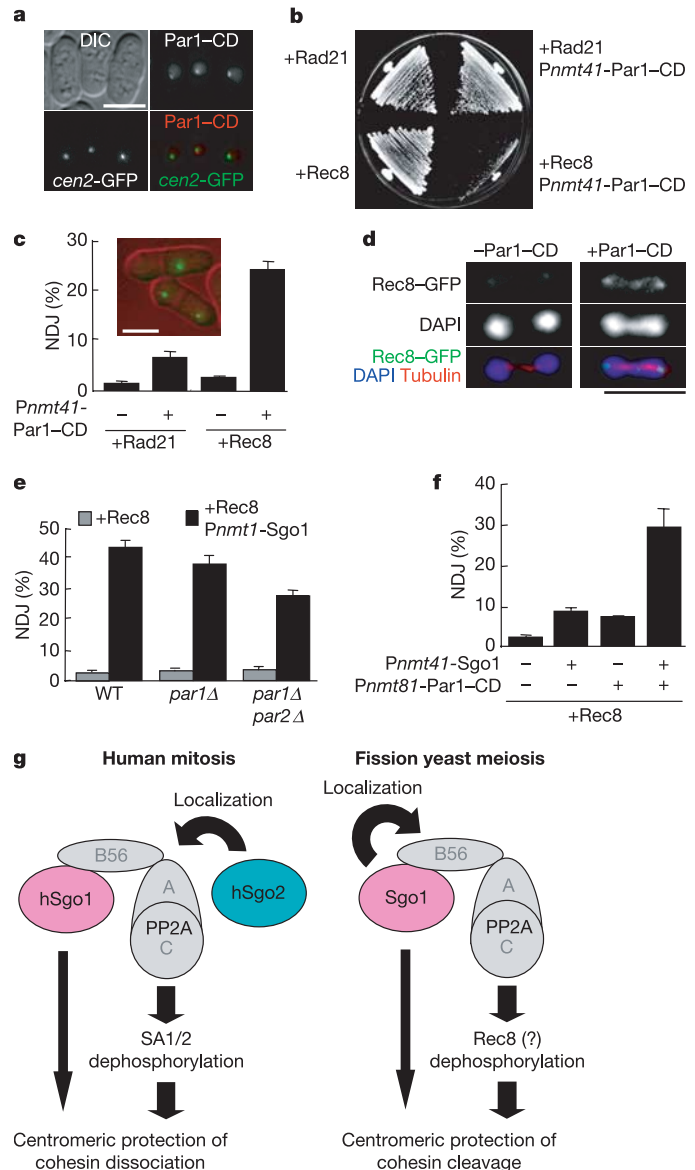 a
DIC
Par1–CD
cen2-GFP
Par1–CD
cen2-GFP
b
+Rad21
+Rad21
Pnmt41-Par1–CD
+Rec8
+Rec8
Pnmt41-Par1–CD
c
NDJ (%)
30
20
10
0
Pnmt41-
Par1–CD
– + – +
+Rad21 +Rec8
d
–Par1–CD +Par1–CD
Rec8–GFP
DAPI
Rec8–GFP
DAPI Tubulin
e
+Rec8
+Rec8
Pnmt1-Sgo1
NDJ (%)
50
40
30
20
10
0
WT par1Δ par1Δ
par2Δ
f
NDJ (%)
40
30
20
10
0
Pnmt41-Sgo1 – + – +
Pnmt81-Par1–CD – – + +
+Rec8
g
Human mitosis
Localization
B56
hSgo1
A
PP2A
C
hSgo2
SA1/2
dephosphorylation
Centromeric protection of
cohesin dissociation
Fission yeast meiosis
Localization
B56
Sgo1
A
PP2A
C
Rec8 (?)
dephosphorylation
Centromeric protection of
cohesin cleavage